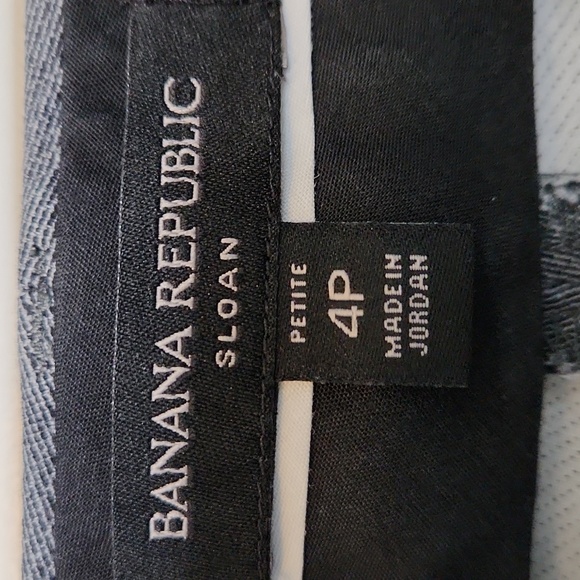 BANANA REPUBLIC
SLOAN
PETITE
4P
MADE IN
JORDAN